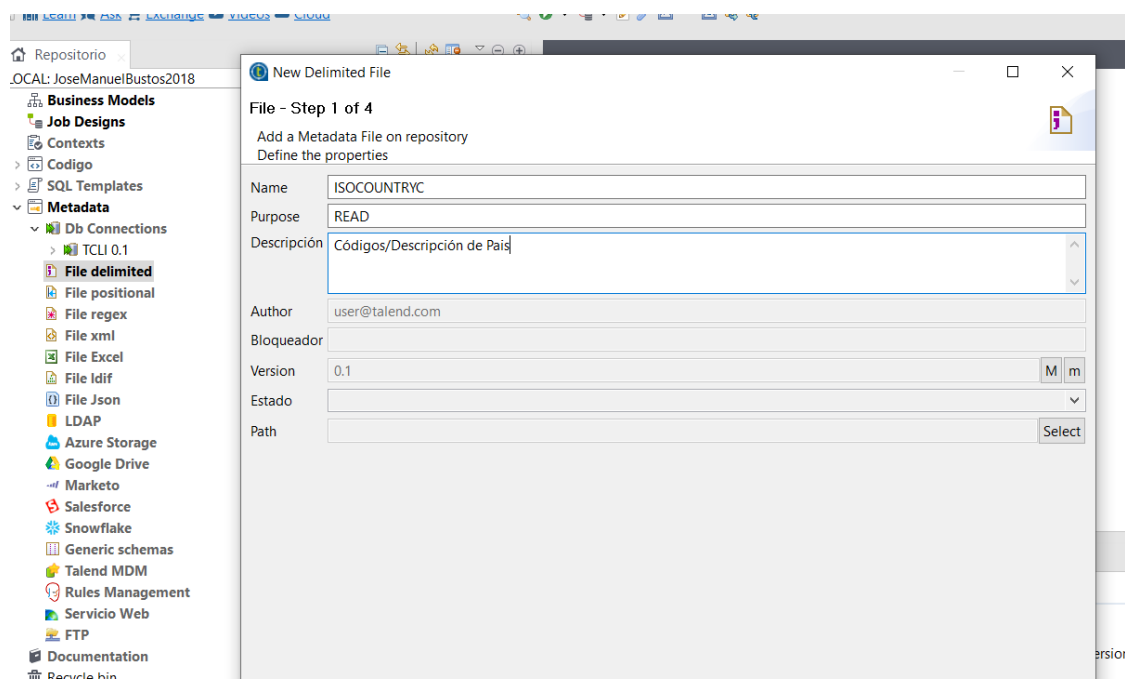 Learn Ask Exchange Videos Cloud
Repositorio
LOCAL: JoseManuelBustos2018
Business Models
Job Designs
Contexts
Codigo
SQL Templates
Metadata
Db Connections
TCLI 0.1
File delimited
File positional
File regex
File xml
File Excel
File ldif
File Json
LDAP
Azure Storage
Google Drive
Marketo
Salesforce
Snowflake
Generic schemas
Talend MDM
Rules Management
Servicio Web
FTP
Documentation
Recycle bin
New Delimited File
File - Step 1 of 4
Add a Metadata File on repository
Define the properties
Name ISOCOUNTRYC
Purpose READ
Descripción Códigos/Descripción de Pais
Author user@talend.com
Bloqueador
Version 0.1 M m
Estado
Path Select